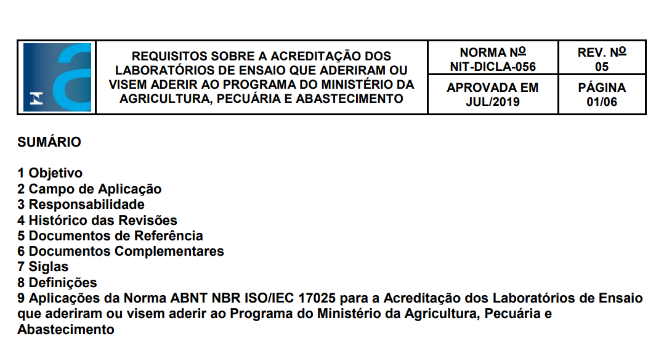 REQUISITOS SOBRE A ACREDITAÇÃO DOS
LABORATÓRIOS DE ENSAIO QUE ADERIRAM OU
VISEM ADERIR AO PROGRAMA DO MINISTÉRIO DA
AGRICULTURA, PECUÁRIA E ABASTECIMENTO
NORMA Nº
NIT-DICLA-056
REV. Nº
05
APROVADA EM
JUL/2019
PÁGINA
01/06
SUMÁRIO
1 Objetivo
2 Campo de Aplicação
3 Responsabilidade
4 Histórico das Revisões
5 Documentos de Referência
6 Documentos Complementares
7 Siglas
8 Definições
9 Aplicações da Norma ABNT NBR ISO/IEC 17025 para a Acreditação dos Laboratórios de Ensaio
que aderiram ou visem aderir ao Programa do Ministério da Agricultura, Pecuária e
Abastecimento